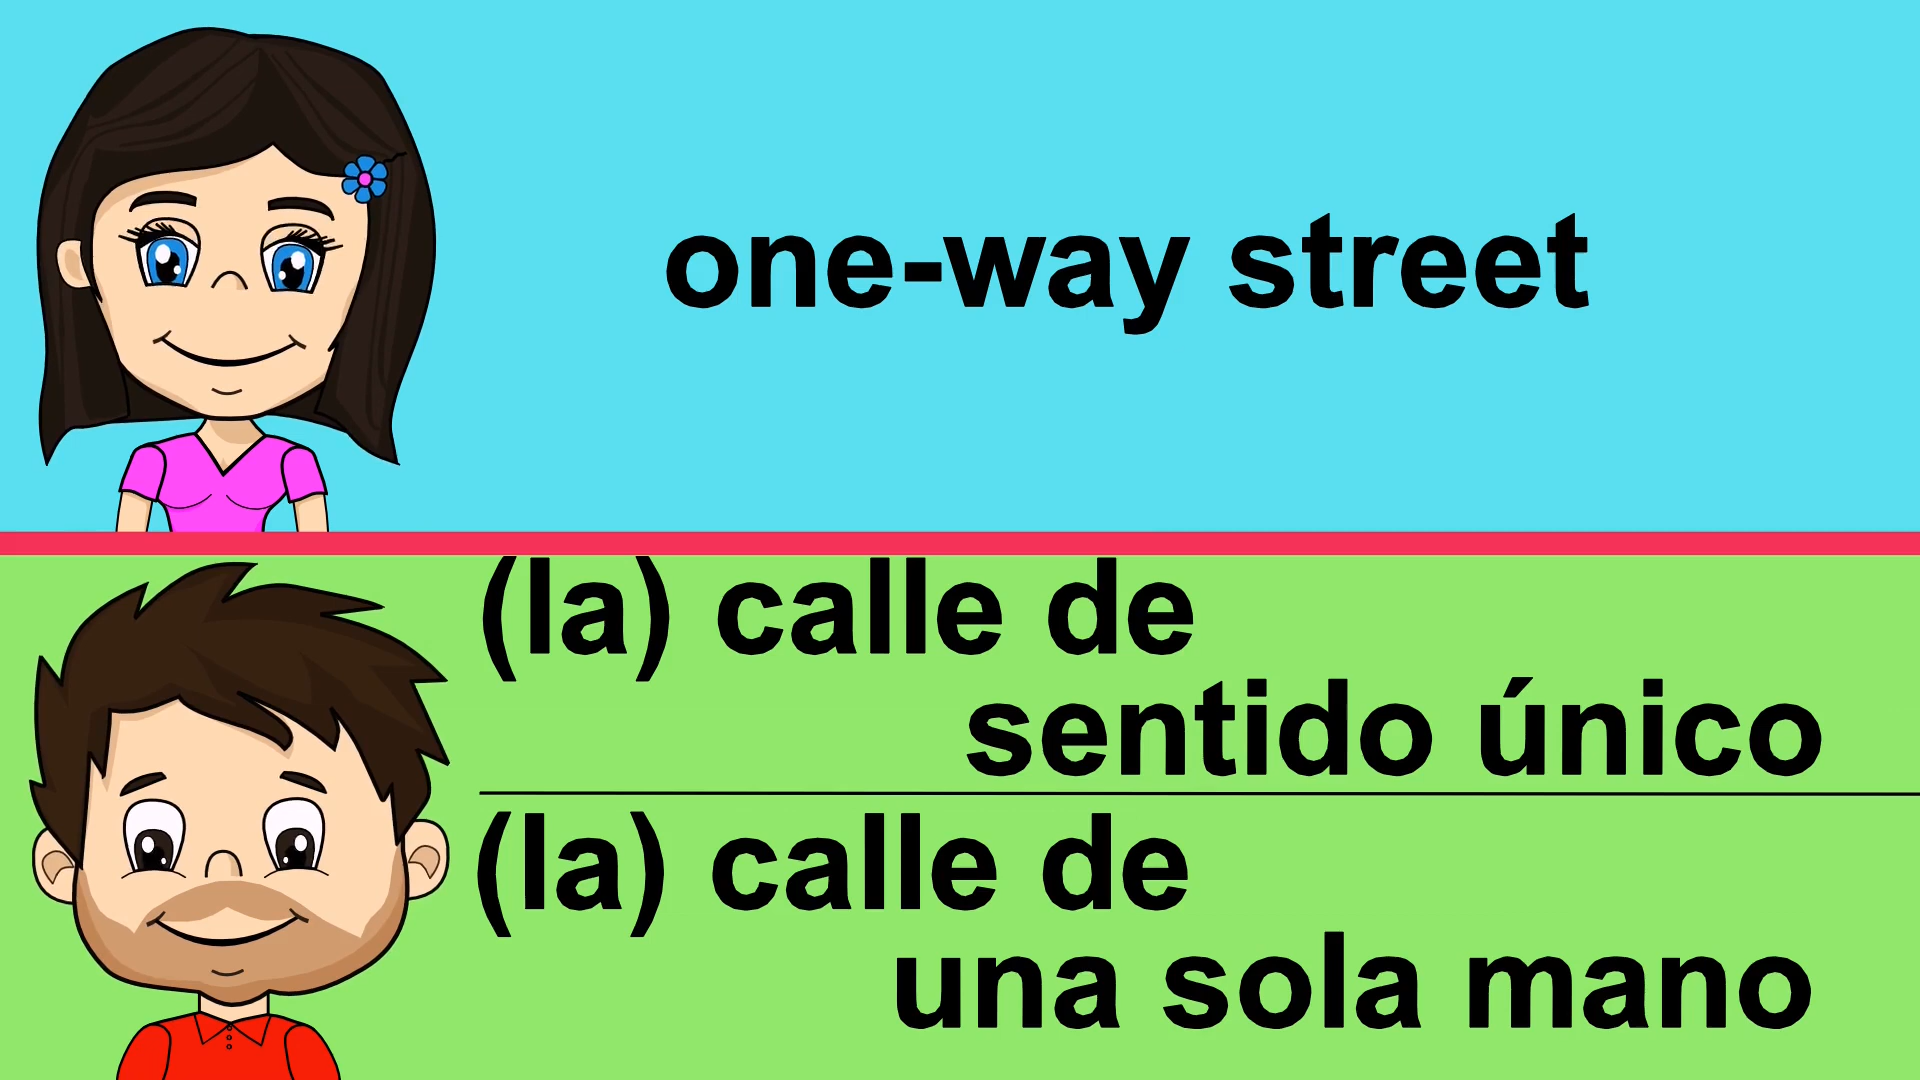 one-way street
(la) calle de
sentido único
(la) calle de
una sola mano